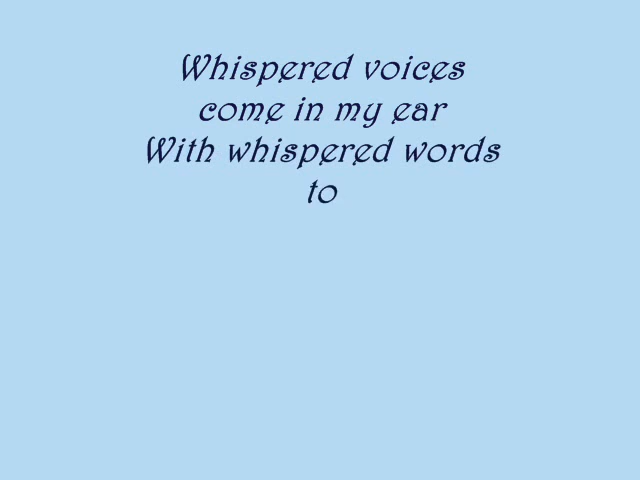 Whispered voices
come in my ear
With whispered words
to